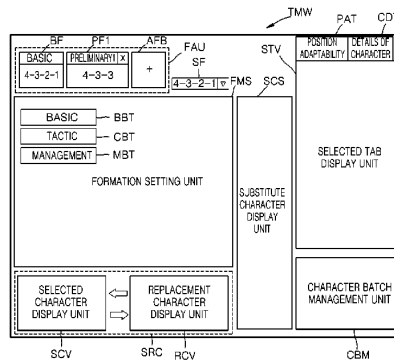 TMW
PAT
CDT
BF
PF1
AFB
FAU
STV
BASIC
4-3-2-1
PRELIMINARY1 x
4-3-3
+
SF
4-3-2-1 ▽
POSITION
ADAPTABILITY
DETAILS OF
CHARACTER
FMS
SCS
BASIC
BBT
TACTIC
CBT
MANAGEMENT
MBT
FORMATION SETTING UNIT
SUBSTITUTE
CHARACTER
DISPLAY
UNIT
SELECTED TAB
DISPLAY UNIT
SELECTED
CHARACTER
DISPLAY UNIT
REPLACEMENT
CHARACTER
DISPLAY UNIT
CHARACTER BATCH
MANAGEMENT UNIT
SCV
SRC
RCV
CBM